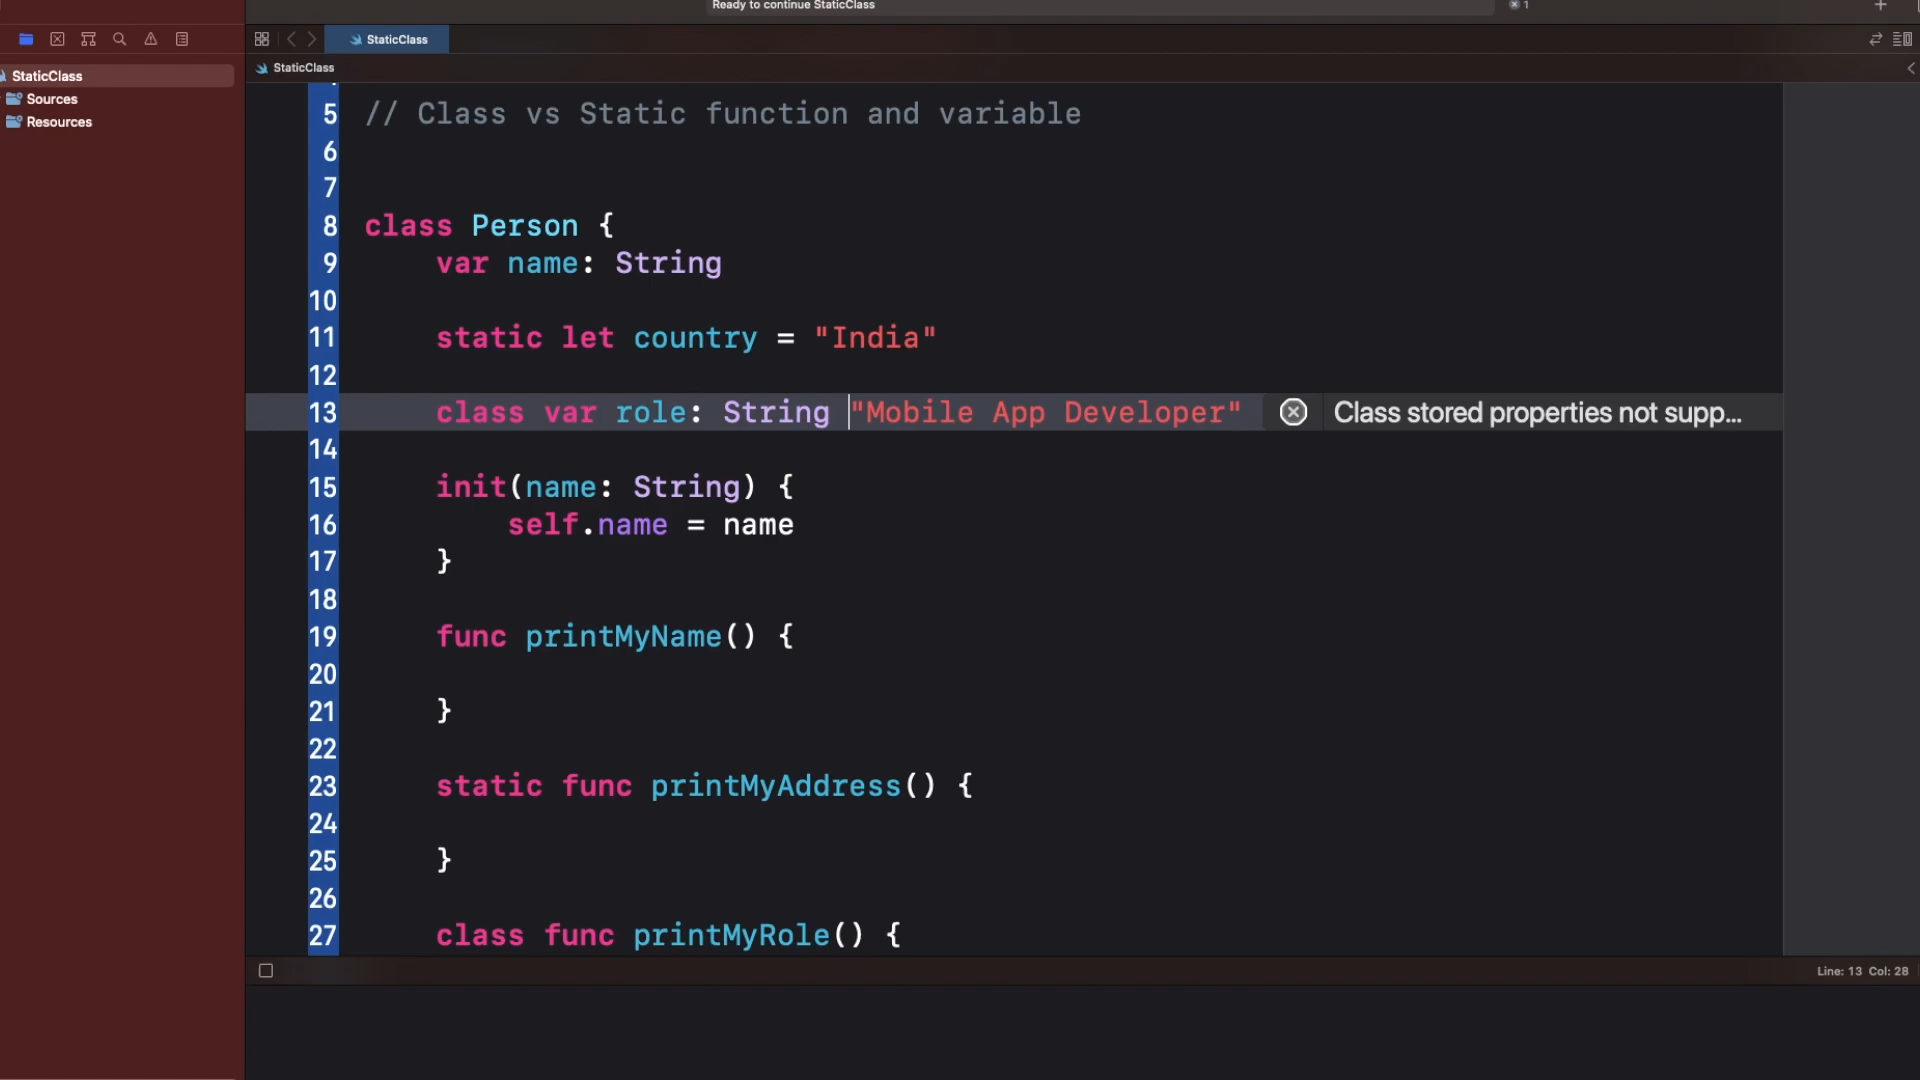 Ready to continue StaticClass
1
StaticClass
StaticClass
StaticClass
Sources
Resources
5 // Class vs Static function and variable
6
7
8 class Person {
9 var name: String
10
11 static let country = "India"
12
13 class var role: String "Mobile App Developer" Class stored properties not supp...
14
15 init(name: String) {
16 self.name = name
17 }
18
19 func printMyName() {
20
21 }
22
23 static func printMyAddress() {
24
25 }
26
27 class func printMyRole() {
Line: 13 Col: 28